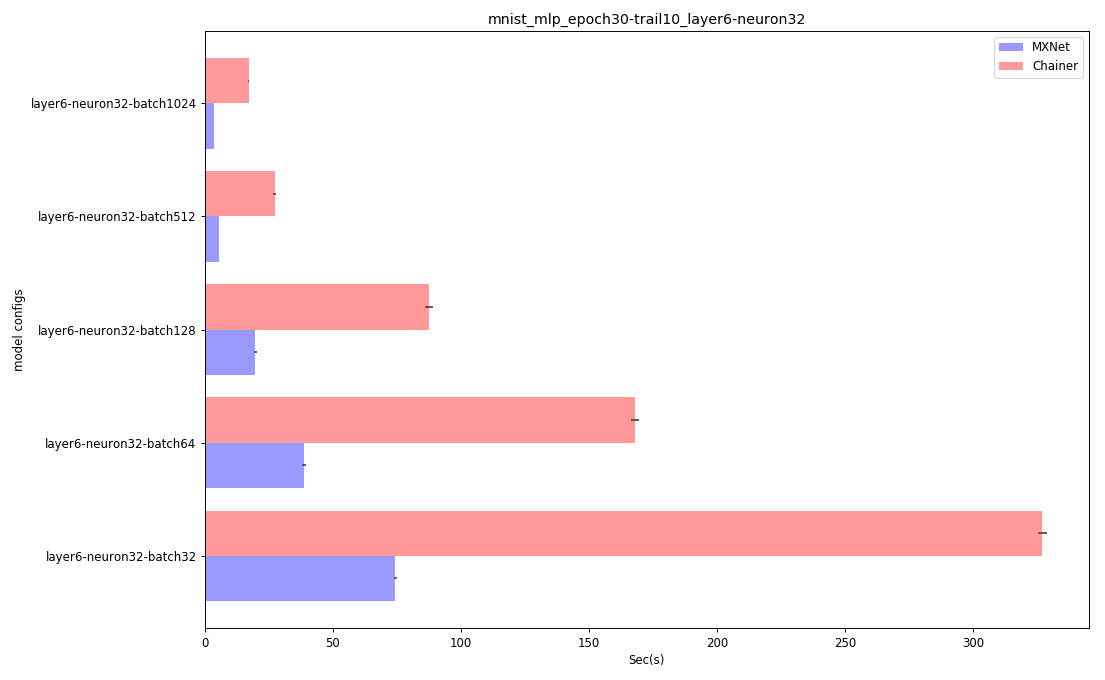 mnist_mlp_epoch30-trail10_layer6-neuron32
MXNet
Chainer
layer6-neuron32-batch1024
layer6-neuron32-batch512
layer6-neuron32-batch128
layer6-neuron32-batch64
layer6-neuron32-batch32
model configs
0 50 100 150 200 250 300
Sec(s)